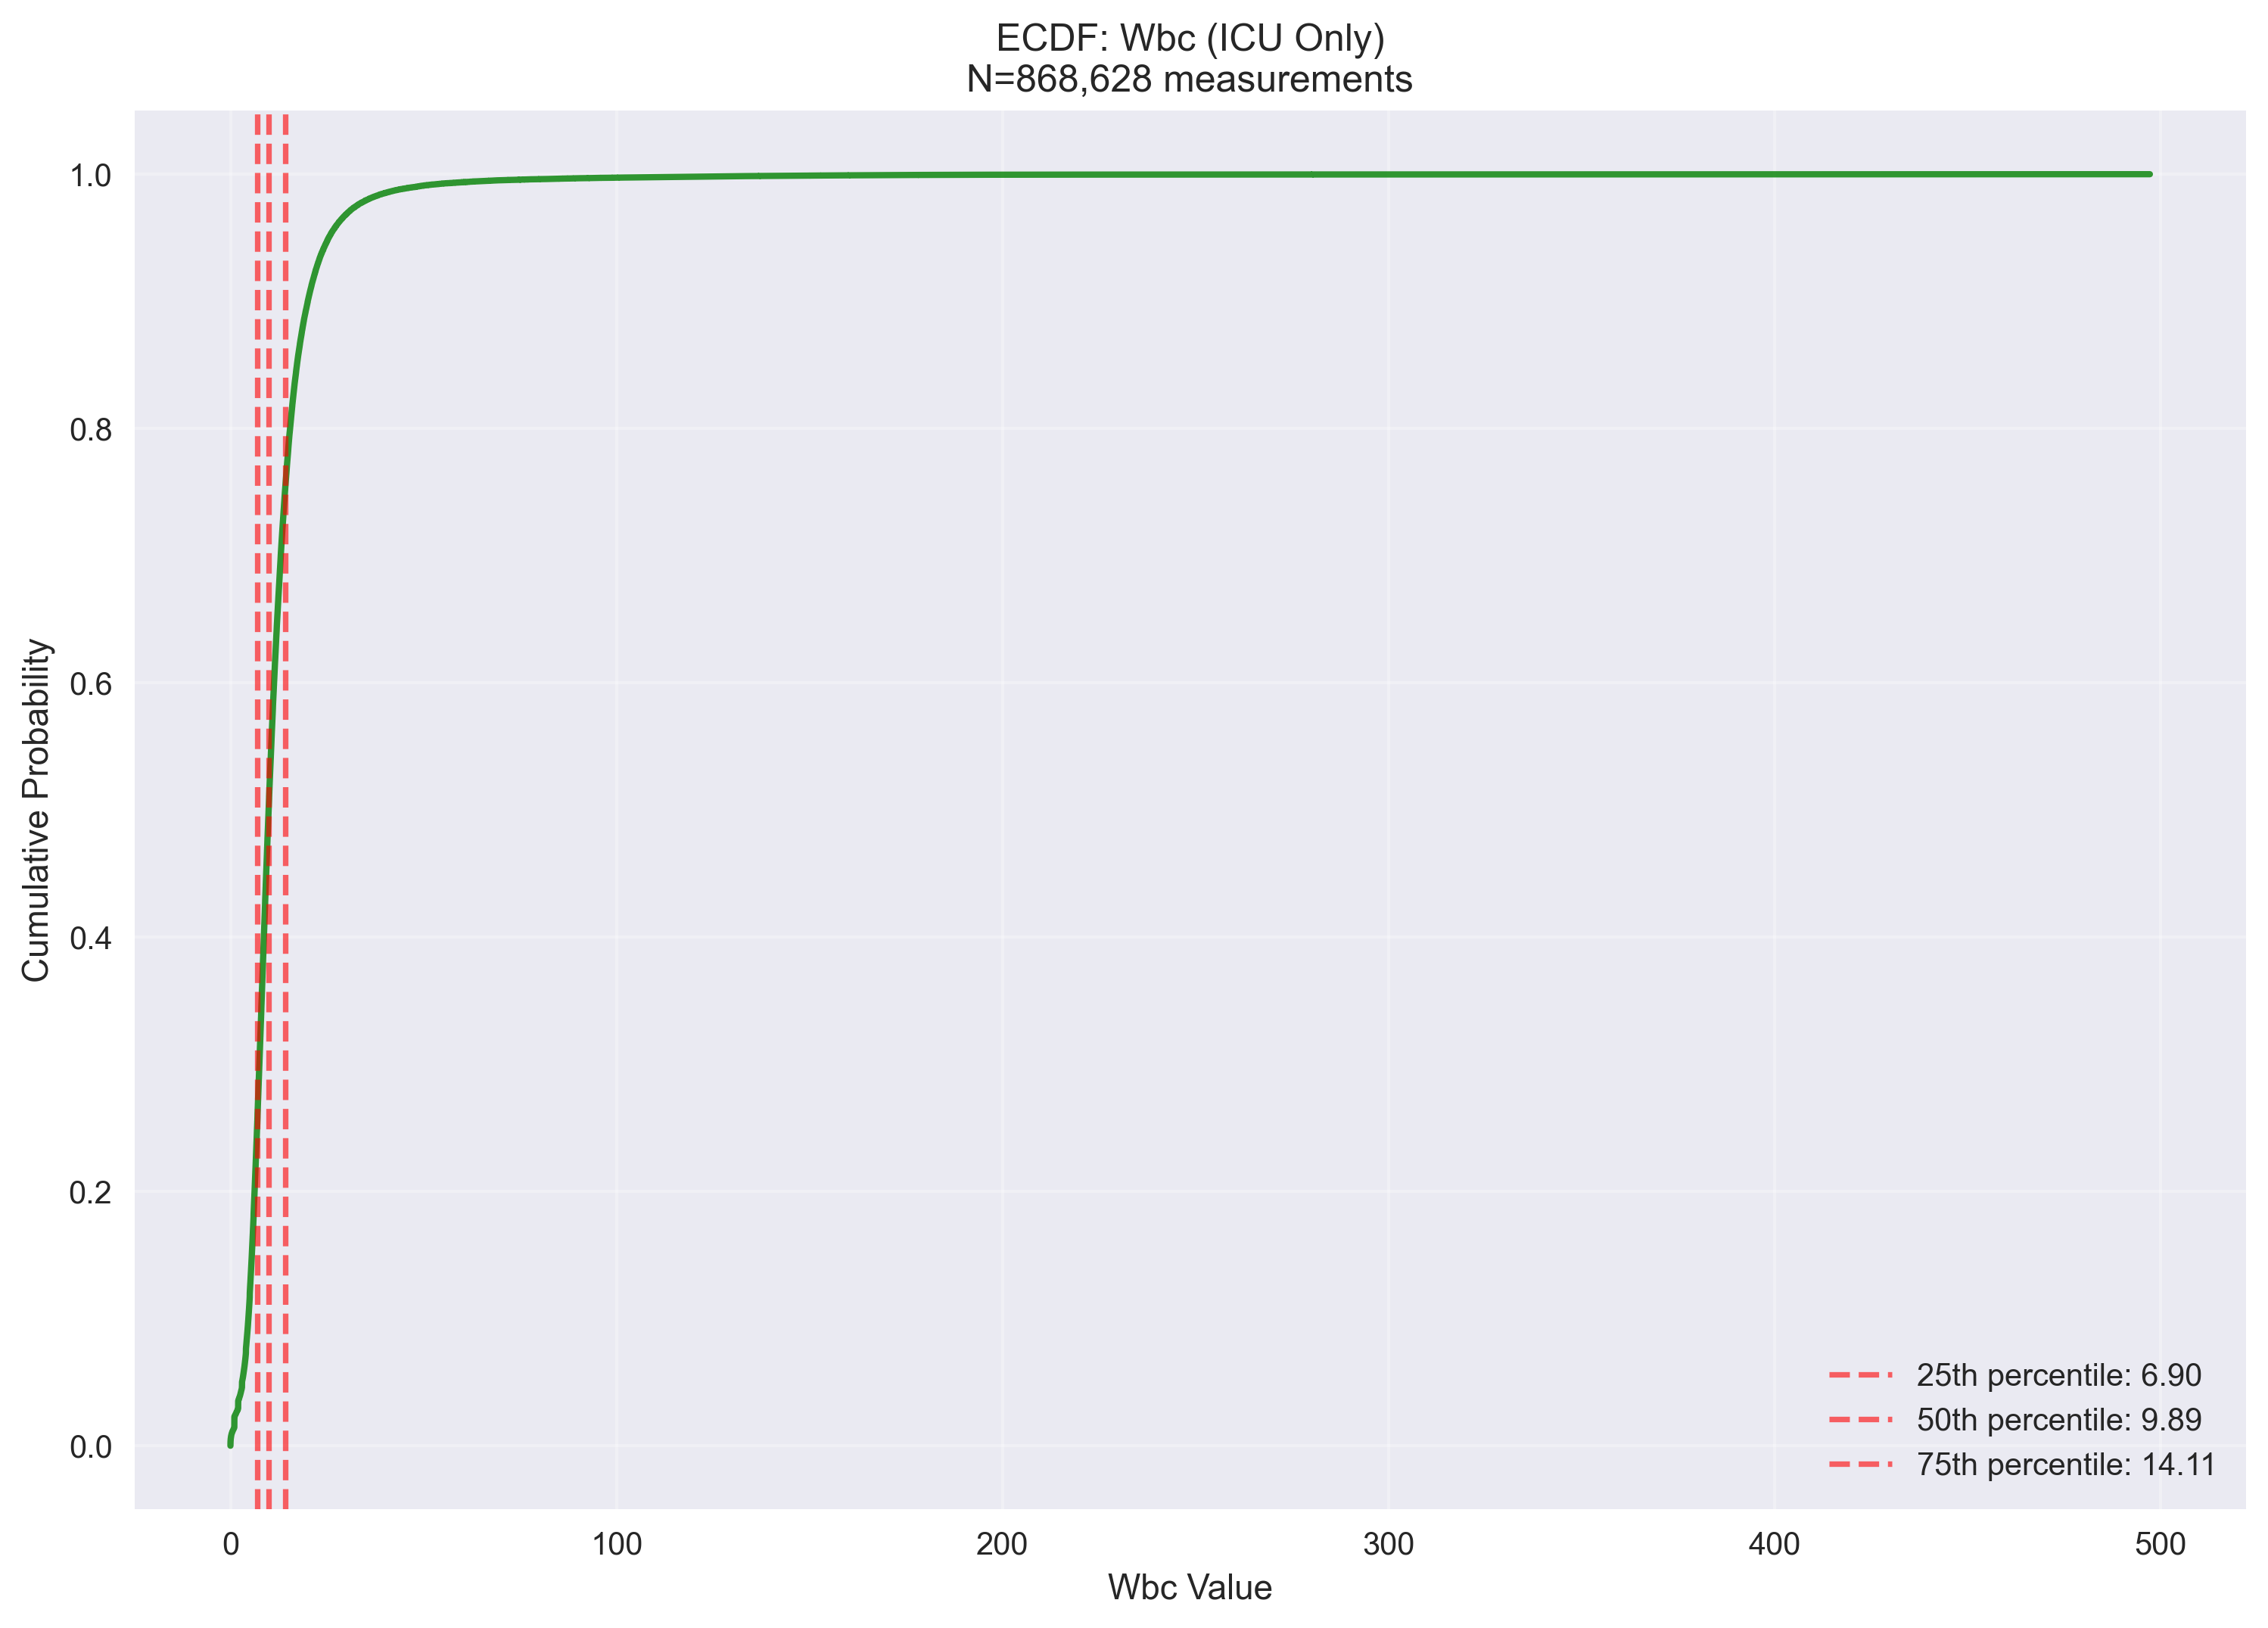 ECDF: Wbc (ICU Only)
N=868,628 measurements
Cumulative Probability
1.0
0.8
0.6
0.4
0.2
0.0
25th percentile: 6.90
50th percentile: 9.89
75th percentile: 14.11
0 100 200 300 400 500
Wbc Value